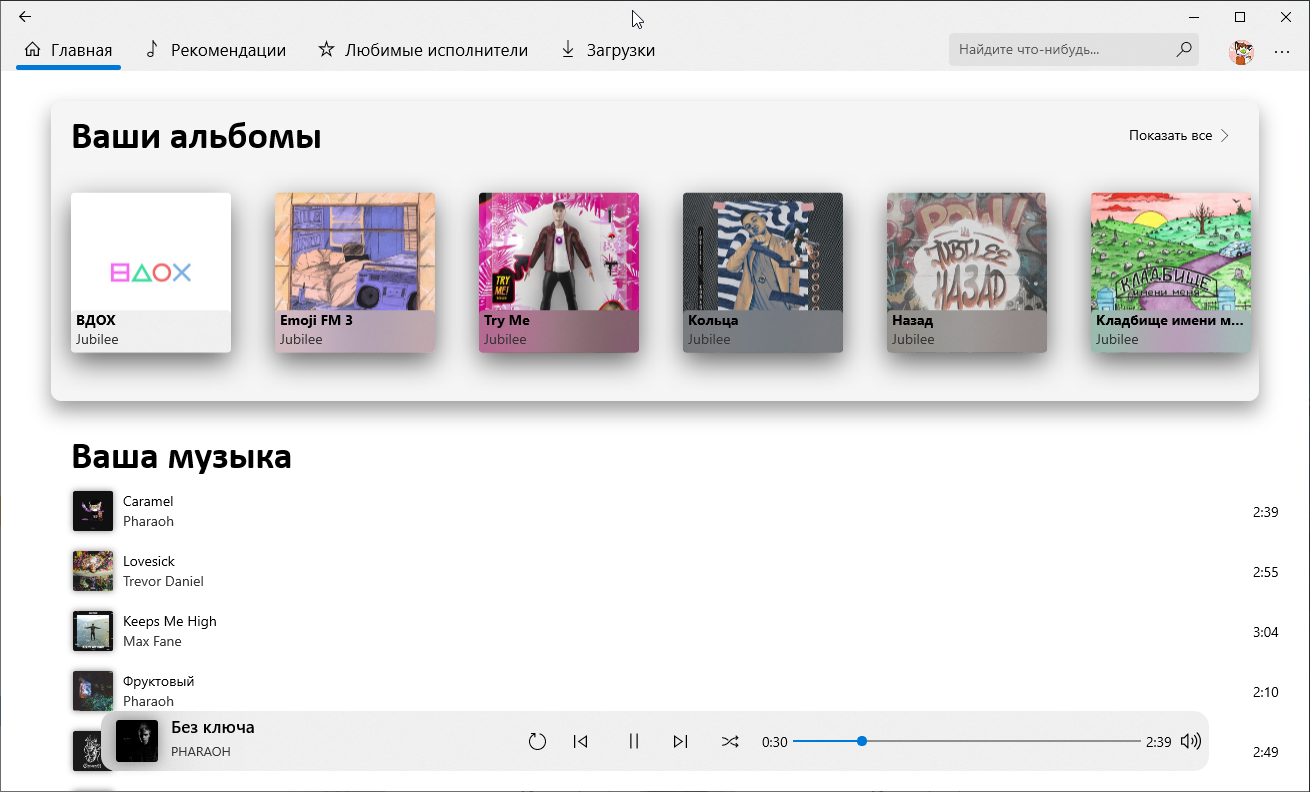 Главная
Рекомендации
Любимые исполнители
Загрузки
Найдите что-нибудь...
Ваши альбомы
Показать все
ВДОХ
ВДОХ
Jubilee
Emoji FM 3
Jubilee
TRY
ME!
Try Me
Jubilee
Кольца
Jubilee
POW!
JUBILEE
НАЗАД
Назад
Jubilee
КЛАДБИЩЕ
ИМЕНИ МЕНЯ
Кладбище имени м...
Jubilee
Ваша музыка
Caramel
Pharaoh
2:39
Lovesick
Trevor Daniel
2:55
Keeps Me High
Max Fane
3:04
Фруктовый
Pharaoh
2:10
Без ключа
PHARAOH
0:30
2:39
2:49